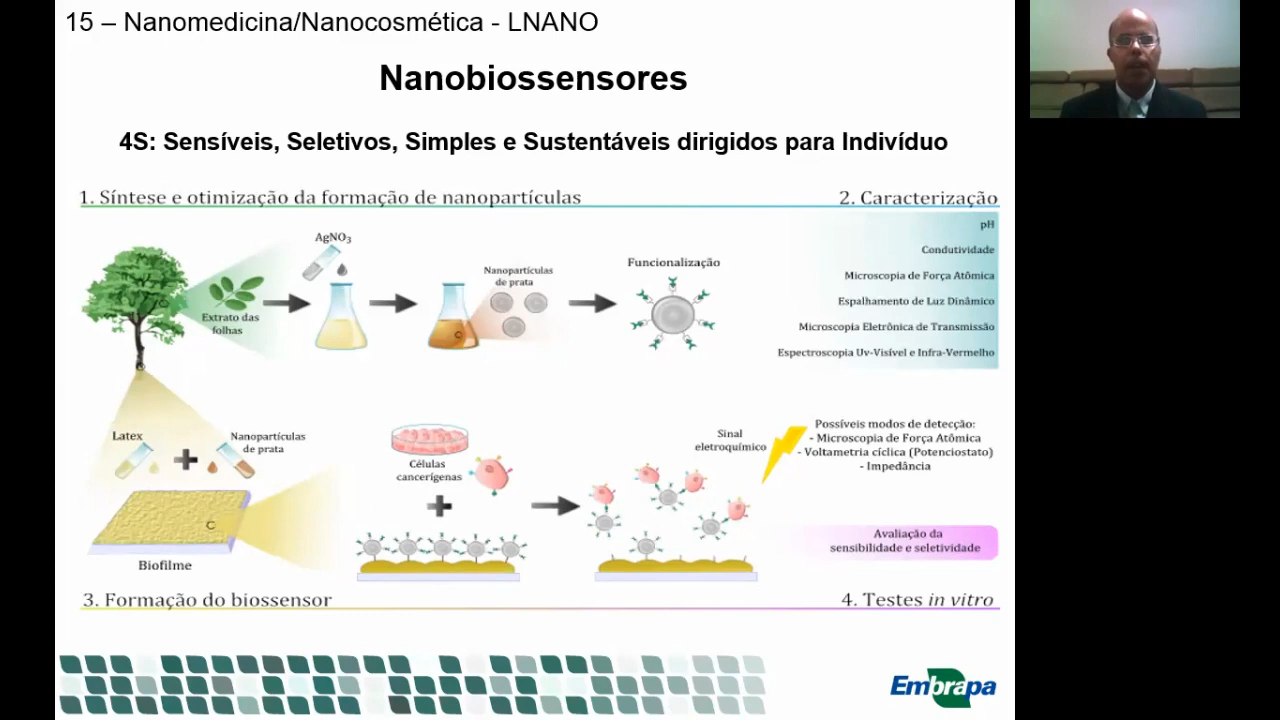 15 – Nanomedicina/Nanocosmética - LNANO
Nanobiossensores
4S: Sensíveis, Seletivos, Simples e Sustentáveis dirigidos para Indivíduo
1. Síntese e otimização da formação de nanopartículas
2. Caracterização
AgNO3
Extrato das
folhas
Nanopartículas
de prata
Funcionalização
pH
Condutividade
Microscopia de Força Atômica
Espalhamento de Luz Dinâmico
Microscopia Eletrônica de Transmissão
Espectroscopia Uv-Visível e Infra-Vermelho
Latex
Nanopartículas
de prata
Biofilme
Células
cancerígenas
Sinal
eletroquímico
Possíveis modos de detecção:
- Microscopia de Força Atômica
- Voltametria cíclica (Potenciostato)
- Impedância
Avaliação da
sensibilidade e seletividade
3. Formação do biossensor
4. Testes in vitro
Embrapa